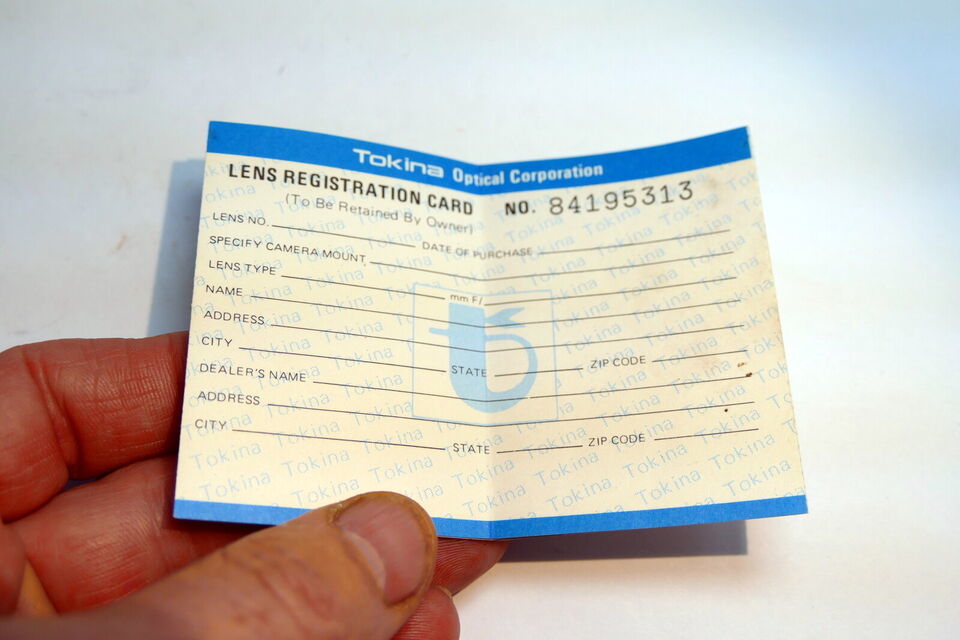 Tokina Optical Corporation
LENS REGISTRATION CARD NO. 84195313
(To Be Retained By Owner)
LENS NO. DATE OF PURCHASE
SPECIFY CAMERA MOUNT
LENS TYPE mm F/
NAME
ADDRESS
CITY STATE ZIP CODE
DEALER'S NAME
ADDRESS
CITY STATE ZIP CODE